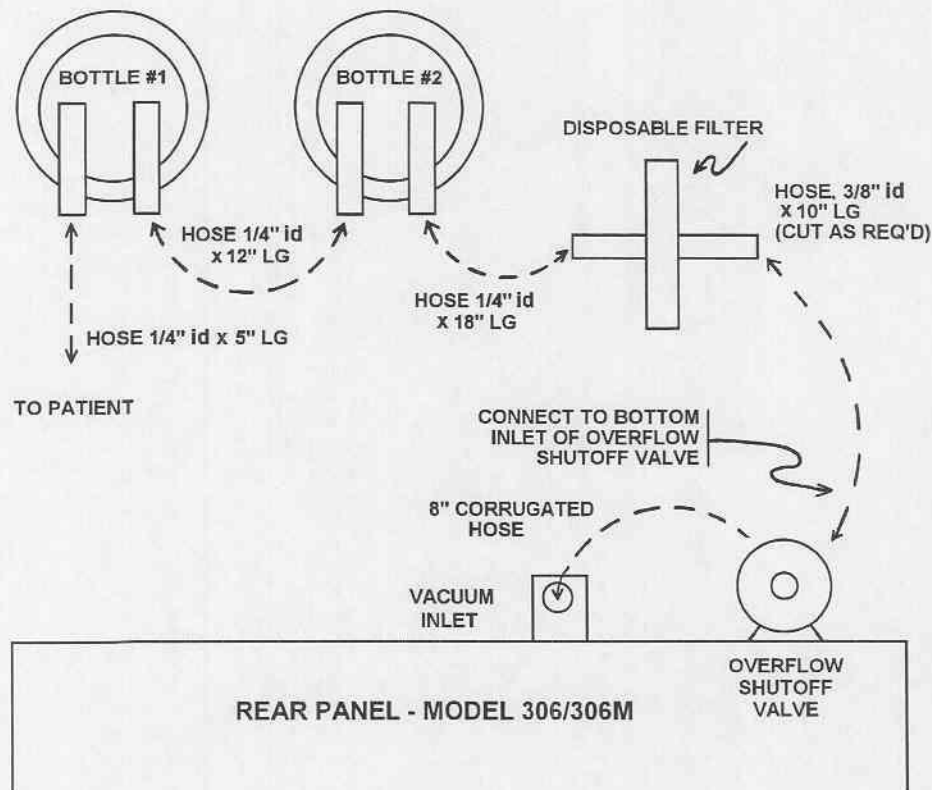 BOTTLE #1
BOTTLE #2
DISPOSABLE FILTER
HOSE, 3/8" id
x 10" LG
(CUT AS REQ'D)
HOSE 1/4" id
x 12" LG
HOSE 1/4" id
x 18" LG
HOSE 1/4" id x 5" LG
TO PATIENT
CONNECT TO BOTTOM
INLET OF OVERFLOW
SHUTOFF VALVE
8" CORRUGATED
HOSE
VACUUM
INLET
OVERFLOW
SHUTOFF
VALVE
REAR PANEL - MODEL 306/306M